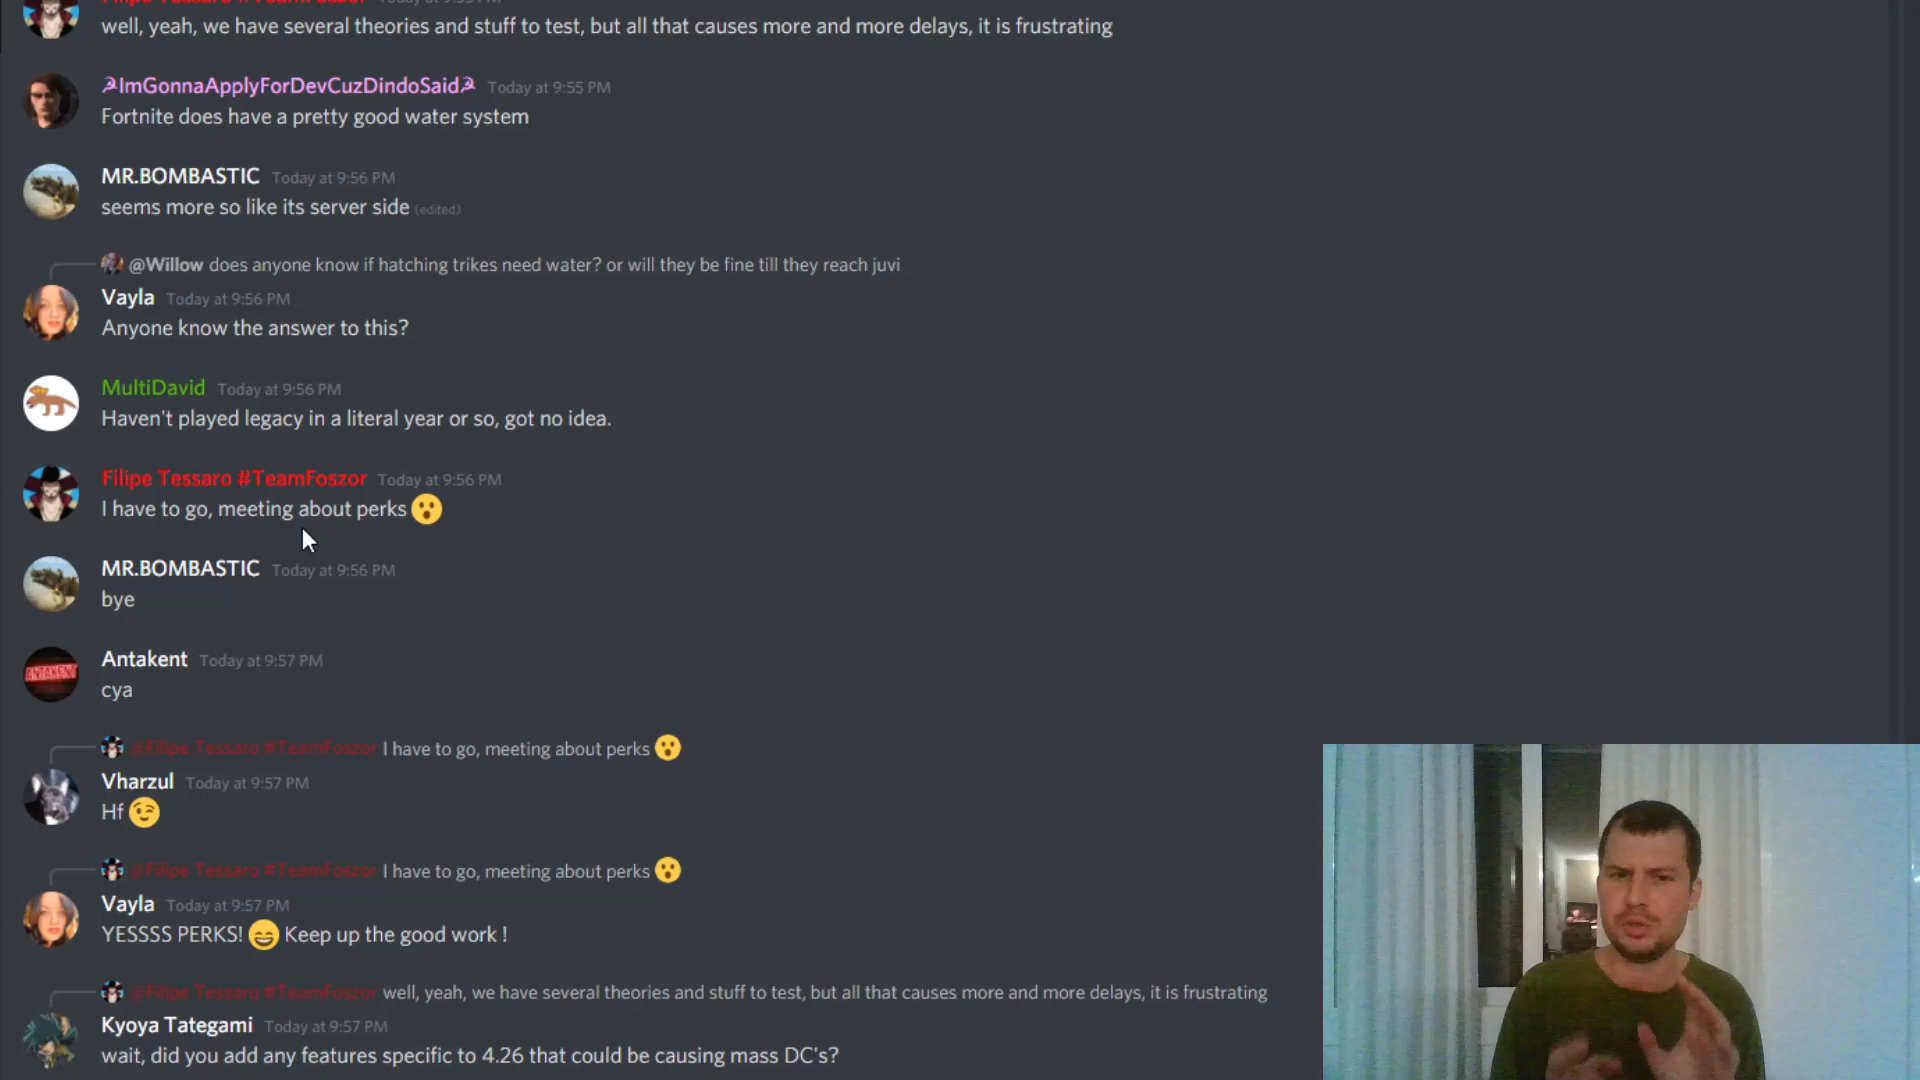 Filipe Tessaro #TeamFoszor Today at 9:55 PM
well, yeah, we have several theories and stuff to test, but all that causes more and more delays, it is frustrating
☭ImGonnaApplyForDevCuzDindoSaid☭ Today at 9:55 PM
Fortnite does have a pretty good water system
MR.BOMBASTIC Today at 9:56 PM
seems more so like its server side (edited)
@Willow does anyone know if hatching trikes need water? or will they be fine till they reach juvi
Vayla Today at 9:56 PM
Anyone know the answer to this?
MultiDavid Today at 9:56 PM
Haven't played legacy in a literal year or so, got no idea.
Filipe Tessaro #TeamFoszor Today at 9:56 PM
I have to go, meeting about perks 😮
MR.BOMBASTIC Today at 9:56 PM
bye
ANTAKENT
Antakent Today at 9:57 PM
cya
@Filipe Tessaro #TeamFoszor I have to go, meeting about perks 😮
Vharzul Today at 9:57 PM
Hf 😉
@Filipe Tessaro #TeamFoszor I have to go, meeting about perks 😮
Vayla Today at 9:57 PM
YESSSS PERKS! 😄 Keep up the good work !
@Filipe Tessaro #TeamFoszor well, yeah, we have several theories and stuff to test, but all that causes more and more delays, it is frustrating
Kyoya Tategami Today at 9:57 PM
wait, did you add any features specific to 4.26 that could be causing mass DC's?